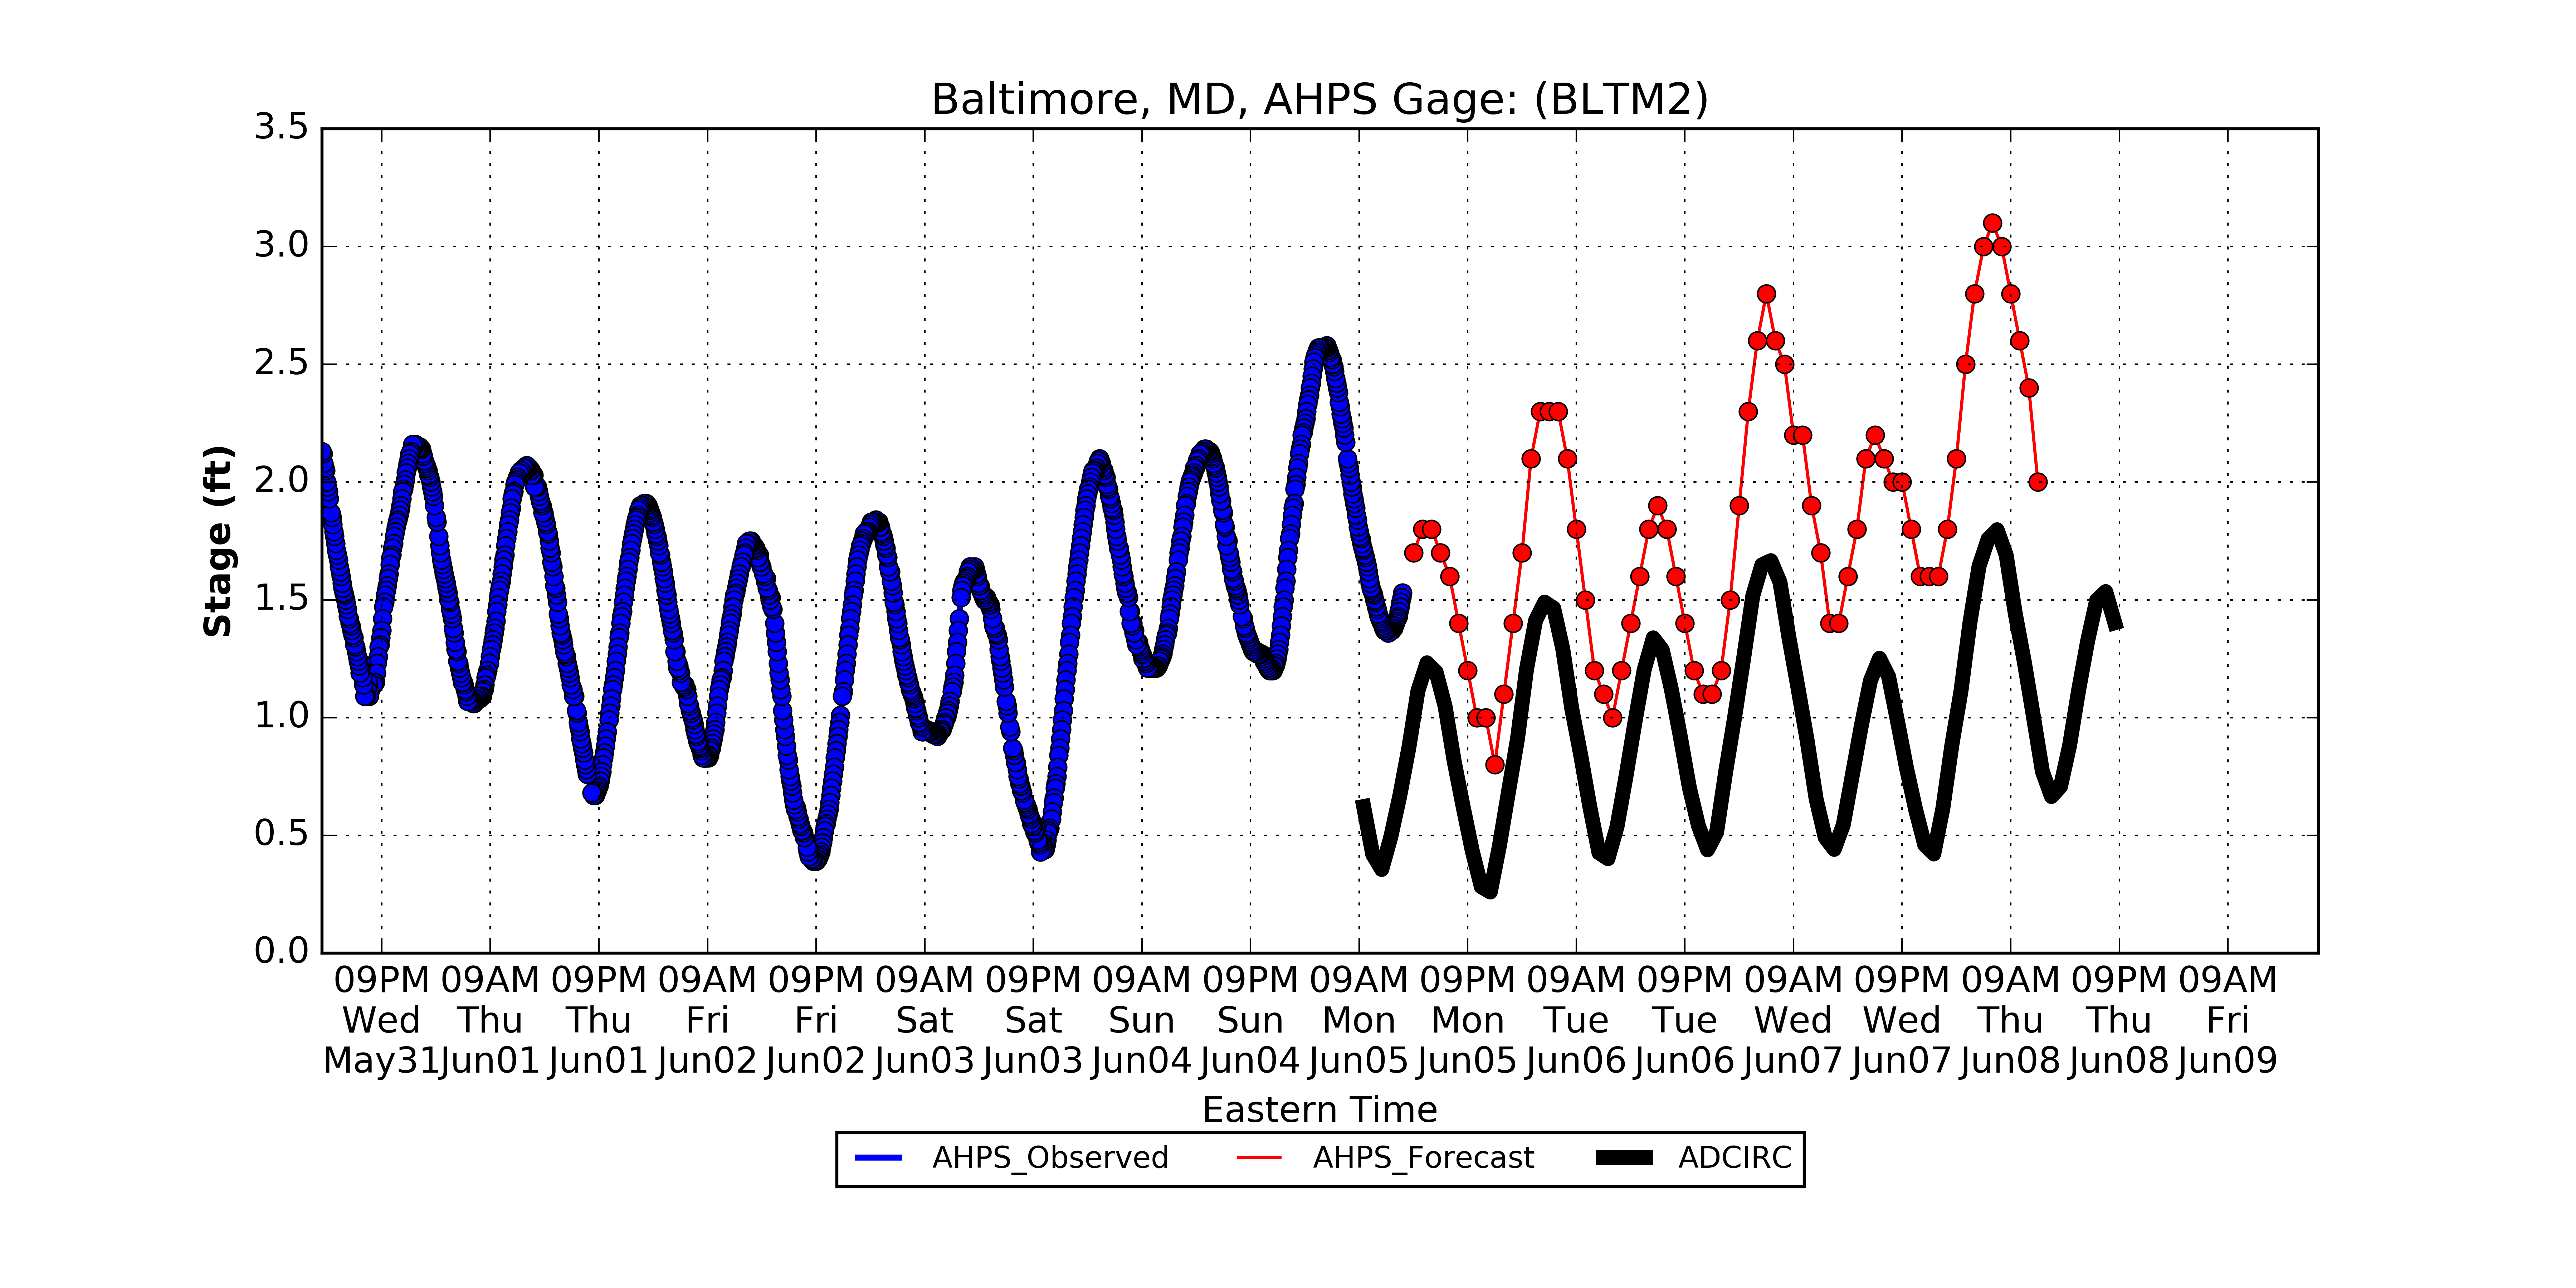 Baltimore, MD, AHPS Gage: (BLTM2)
3.5
3.0
2.5
2.0
1.5
1.0
0.5
0.0
Stage (ft)
09PM 09AM 09PM 09AM 09PM 09AM 09PM 09AM 09PM 09AM 09PM 09AM 09PM 09AM 09PM 09AM 09PM 09AM
Wed Thu Thu Fri Fri Sat Sat Sun Sun Mon Mon Tue Tue Wed Wed Thu Thu Fri
May31 Jun01 Jun01 Jun02 Jun02 Jun03 Jun03 Jun04 Jun04 Jun05 Jun05 Jun06 Jun06 Jun07 Jun07 Jun08 Jun08 Jun09
Eastern Time
AHPS_Observed AHPS_Forecast ADCIRC